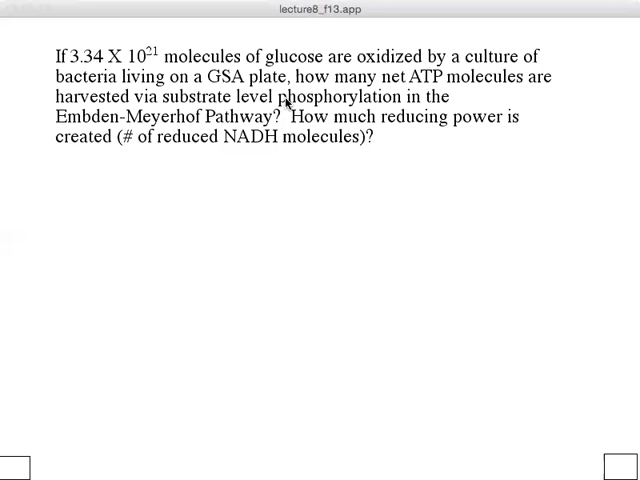 lecture8_f13.app
If 3.34 X 10²¹ molecules of glucose are oxidized by a culture of
bacteria living on a GSA plate, how many net ATP molecules are
harvested via substrate level phosphorylation in the
Embden-Meyerhof Pathway?  How much reducing power is
created (# of reduced NADH molecules)?